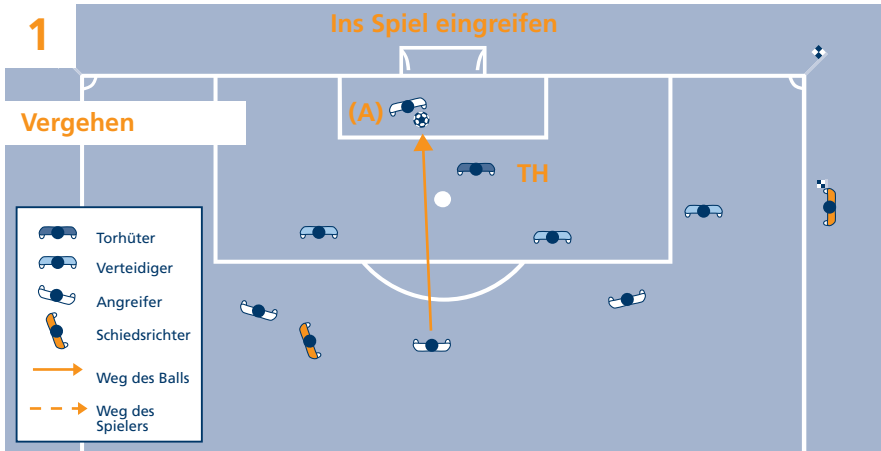 1
Ins Spiel eingreifen
(A)
Vergehen
TH
Torhüter
Verteidiger
Angreifer
Schiedsrichter
Weg des Balls
Weg des
Spielers